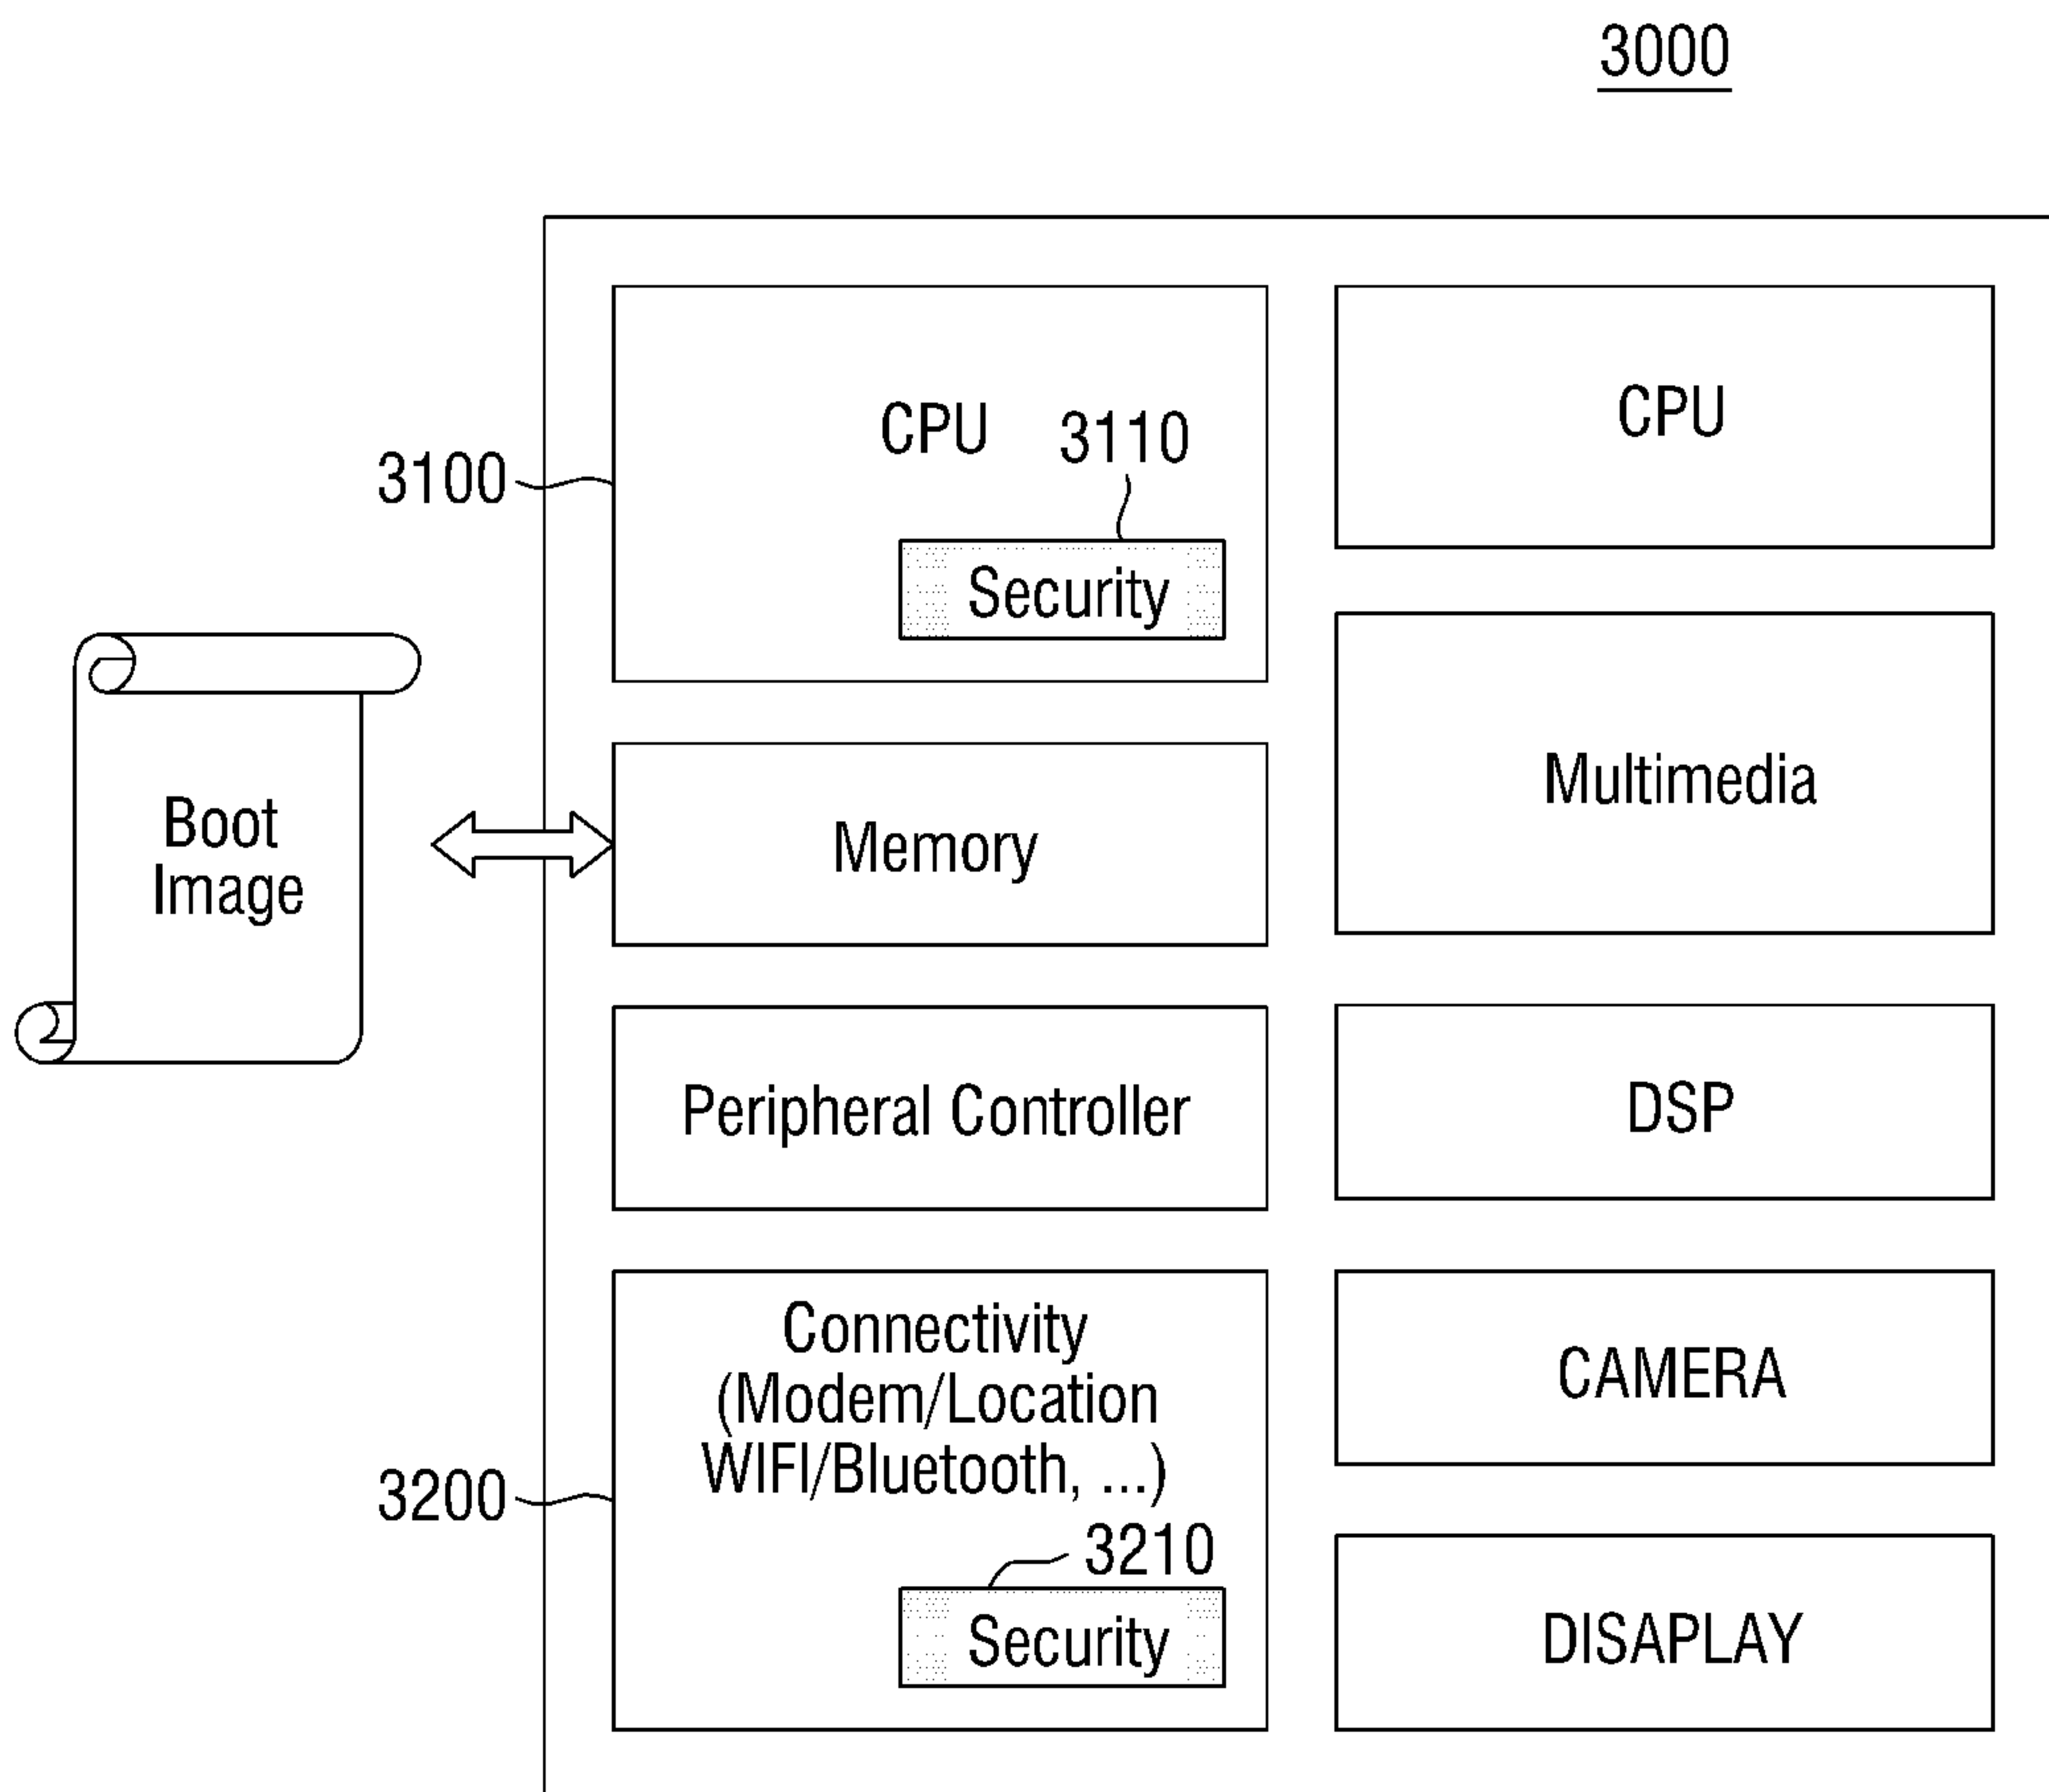 3000
CPU
3110
3100
Security
CPU
Multimedia
Boot
Image
Memory
Peripheral Controller
DSP
Connectivity
(Modem/Location
WIFI/Bluetooth, ...)
3200
3210
Security
CAMERA
DISAPLAY